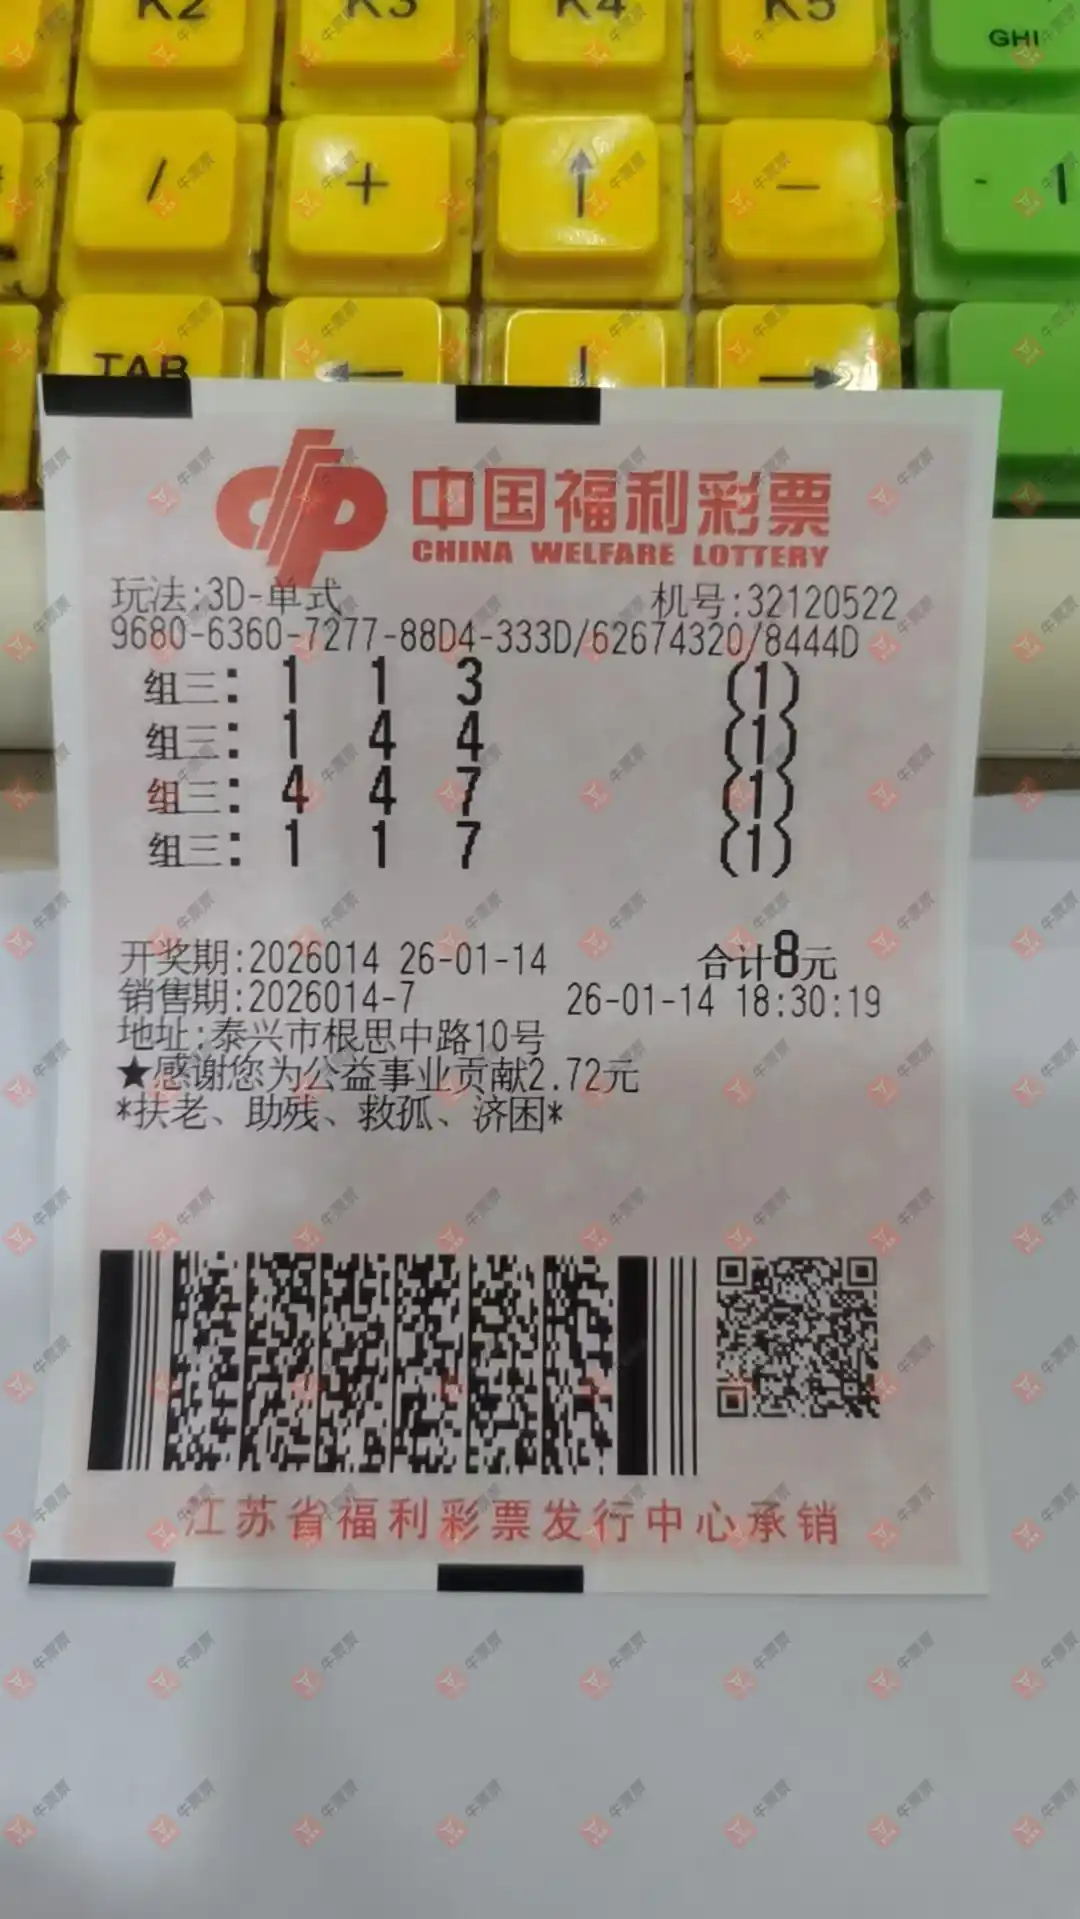 K2 K3 K4 K5 GHI
/ + ↑ − - 1
TAB ← →
中国福利彩票
CHINA WELFARE LOTTERY
玩法:3D-单式 机号:32120522
9680-6360-7277-88D4-333D/62674320/8444D
组三: 1 1 3 (1)
组三: 1 4 4 (1)
组三: 4 4 7 (1)
组三: 1 1 7 (1)
开奖期:2026014 26-01-14 合计8元
销售期:2026014-7 26-01-14 18:30:19
地址:泰兴市根思中路10号
★感谢您为公益事业贡献2.72元
*扶老、助残、救孤、济困*
江苏省福利彩票发行中心承销
牛票票